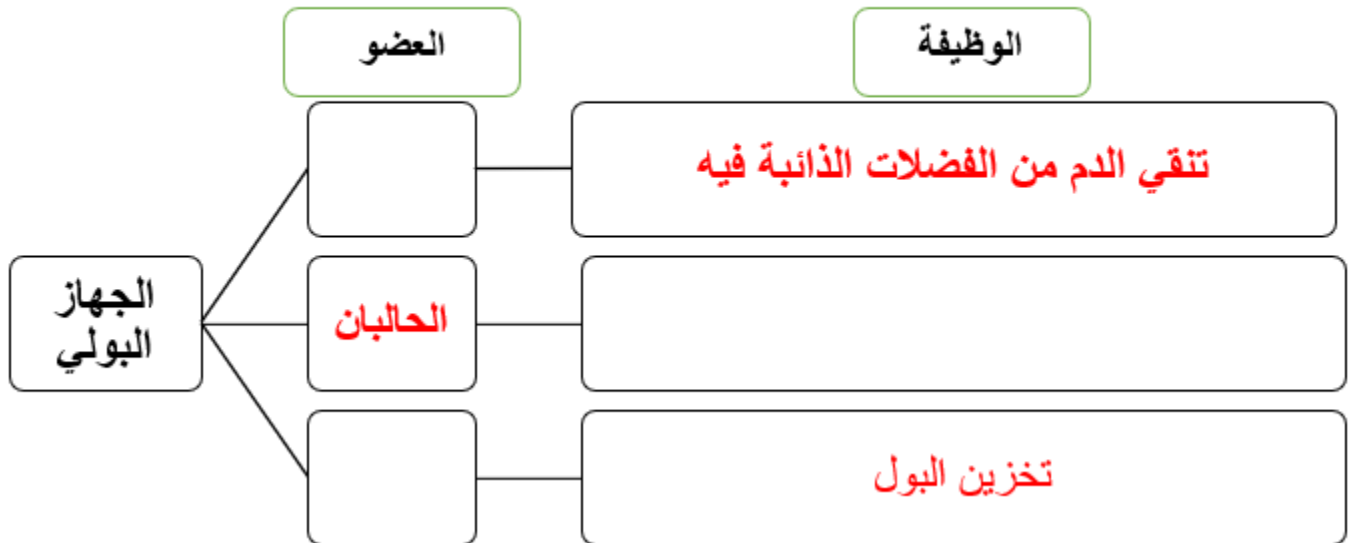 العضو
الوظيفة
تنقي الدم من الفضلات الذائبة فيه
الجهاز
البولي
الحالبان
تخزين البول